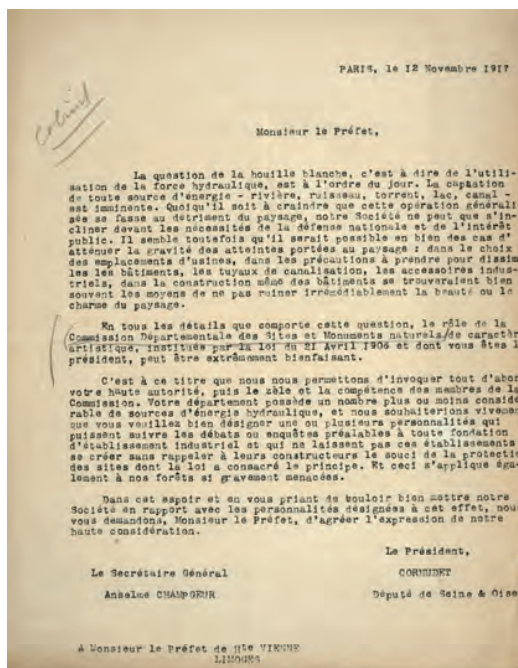 PARIS, le 12 Novembre 1917
Cabinet
Monsieur le Préfet,
La question de la houille blanche, c'est à dire de l'utili-
sation de la force hydraulique, est à l'ordre du jour. La captation
de toute source d'énergie - rivière, ruisseau, torrent, lac, canal -
est imminente. Quoiqu'il soit à craindre que cette opération générali
sée se fasse au détriment du paysage, notre Société ne peut que s'in-
cliner devant les nécessités de la défense nationale et de l'intérêt
public. Il semble toutefois qu'il serait possible en bien des cas d'
atténuer la gravité des atteintes portées au paysage : dans le choix
des emplacements d'usines, dans les précautions à prendre pour dissim
les les bâtiments, les tuyaux de canalisation, les accessoires indus-
triels, dans la construction même des bâtiments se trouveraient bien
souvent les moyens de ne pas ruiner irrémédiablement la beauté ou le
charme du paysage.
En tous les détails que comporte cette question, le rôle de la
Commission Départementale des Sites et Monuments naturels de caractèr
artistique, instituée par la loi du 21 Avril 1906 et dont vous êtes l
président, peut être extrêmement bienfaisant.
C'est à ce titre que nous nous permettons d'invoquer tout d'abor
votre haute autorité, puis le zèle et la compétence des membres de la
Commission. Votre département possède un nombre plus ou moins considé
rable de sources d'énergie hydraulique, et nous souhaiterions vivemen
que vous veuillez bien désigner une ou plusieurs personnalités qui
puissent suivre les débats ou enquêtes préalables à toute fondation
d'établissement industriel et qui ne laissent pas ces établissements
se créer sans rappeler à leurs constructeurs le souci de la protectio
des sites dont la loi a consacré le principe. Et ceci s'applique éga-
lement à nos forêts si gravement menacées.
Dans cet espoir et en vous priant de vouloir bien mettre notre
Société en rapport avec les personnalités désignées à cet effet, nou
vous demandons, Monsieur le Préfet, d'agréer l'expression de notre
haute considération.
Le Président,
Le Secrétaire Général
CORNUDET
Anselme CHAMPGEUR
Député de Seine & Oise
à Monsieur le Préfet de Hte VIENNE
LIMOGES